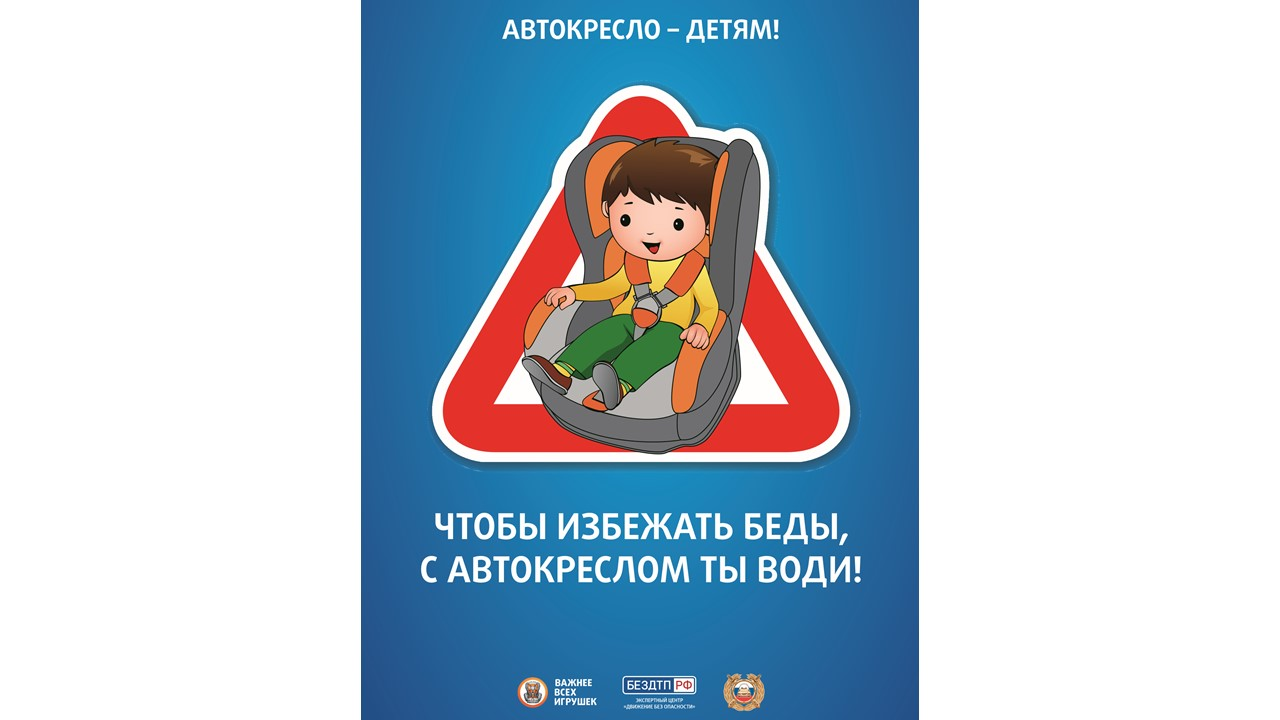 АВТОКРЕСЛО – ДЕТЯМ!
ЧТОБЫ ИЗБЕЖАТЬ БЕДЫ,
С АВТОКРЕСЛОМ ТЫ ВОДИ!
ВАЖНЕЕ
ВСЕХ
ИГРУШЕК
БЕЗДТП РФ
ЭКСПЕРТНЫЙ ЦЕНТР
«ДВИЖЕНИЕ БЕЗ ОПАСНОСТИ»